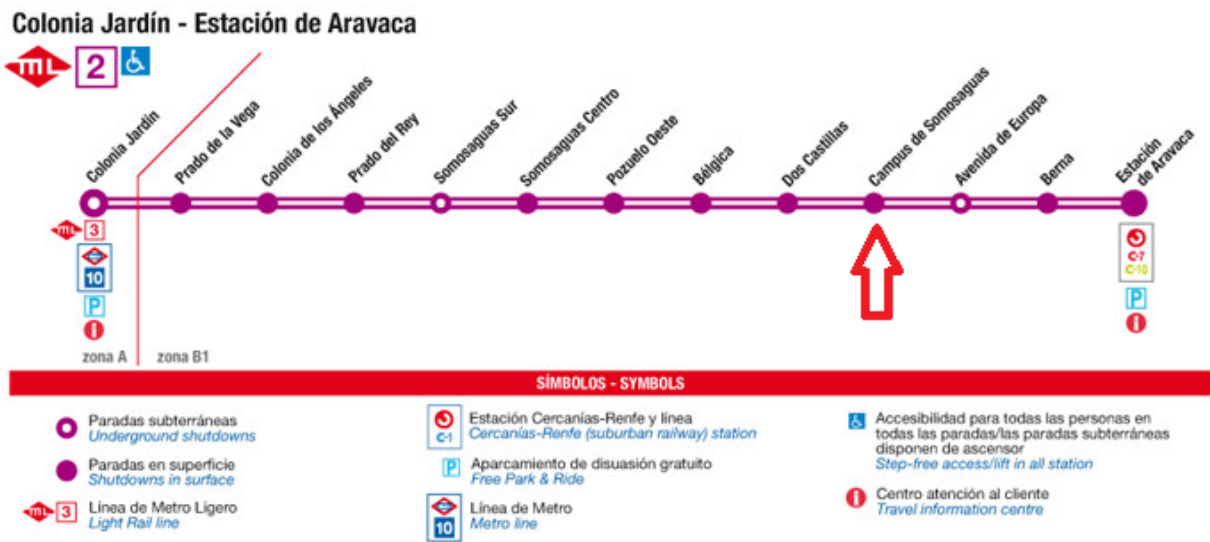 Colonia Jardín - Estación de Aravaca
ML 2
Colonia Jardín
Prado de la Vega
Colonia de los Ángeles
Prado del Rey
Somosaguas Sur
Somosaguas Centro
Pozuelo Oeste
Bélgica
Dos Castillas
Campus de Somosaguas
Avenida de Europa
Berna
Estación
de Aravaca
ML 3
10
P
i
C-7
C-10
P
i
zona A
zona B1
SÍMBOLOS - SYMBOLS
Paradas subterráneas
Underground shutdowns
Paradas en superficie
Shutdowns in surface
ML 3
Línea de Metro Ligero
Light Rail line
C-1
Estación Cercanías-Renfe y línea
Cercanías-Renfe (suburban railway) station
P
Aparcamiento de disuasión gratuito
Free Park & Ride
10
Línea de Metro
Metro line
Accesibilidad para todas las personas en
todas las paradas/las paradas subterráneas
disponen de ascensor
Step-free access/lift in all station
i
Centro atención al cliente
Travel information centre